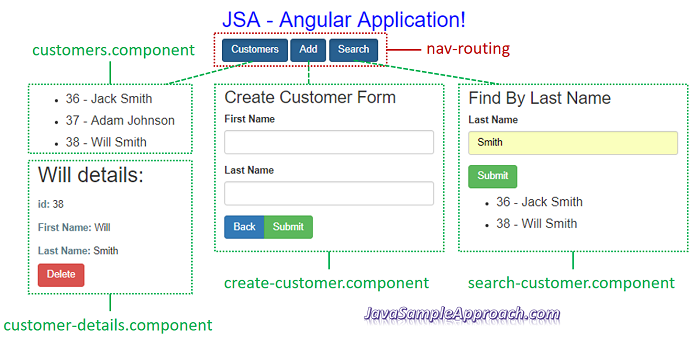 JSA - Angular Application!
customers.component
Customers
Add
Search
nav-routing
36 - Jack Smith
37 - Adam Johnson
38 - Will Smith
Will details:
id: 38
First Name: Will
Last Name: Smith
Delete
customer-details.component
Create Customer Form
First Name
Last Name
Back
Submit
create-customer.component
Find By Last Name
Last Name
Smith
Submit
36 - Jack Smith
38 - Will Smith
search-customer.component
JavaSampleApproach.com